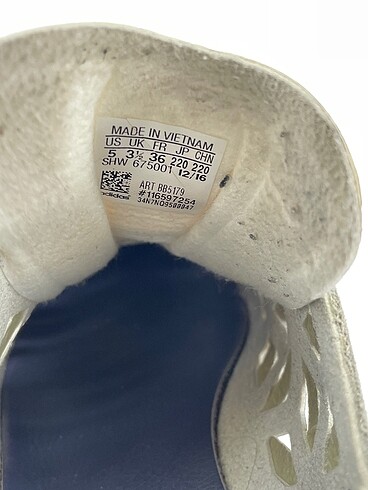 MADE IN VIETNAM
US UK FR JP CHN
5 3½ 36 220 220
SHW 675001 12/16
ART BB5179
#116597254
adidas